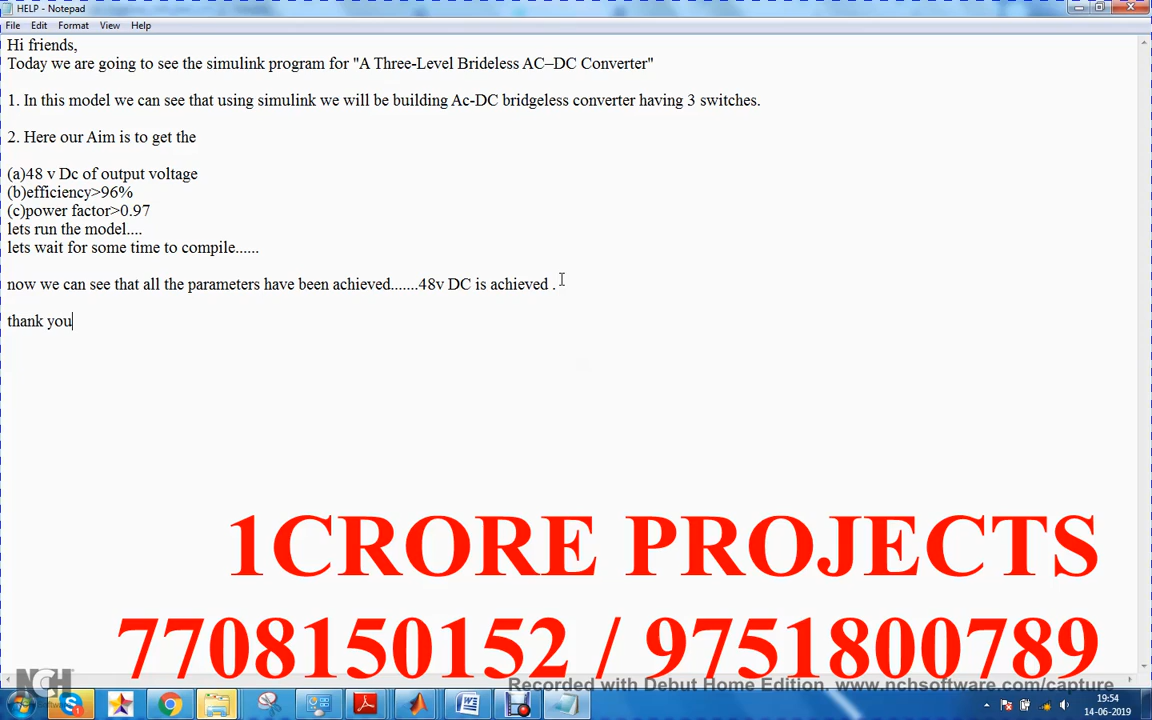 HELP - Notepad
File Edit Format View Help
Hi friends,
Today we are going to see the simulink program for "A Three-Level Brideless AC–DC Converter"
1. In this model we can see that using simulink we will be building Ac-DC bridgeless converter having 3 switches.
2. Here our Aim is to get the
(a)48 v Dc of output voltage
(b)efficiency>96%
(c)power factor>0.97
lets run the model....
lets wait for some time to compile......
now we can see that all the parameters have been achieved.......48v DC is achieved .
thank you
1CRORE PROJECTS
7708150152 / 9751800789
NCH
Recorded with Debut Home Edition. www.nchsoftware.com/capture
19:54
14-06-2019